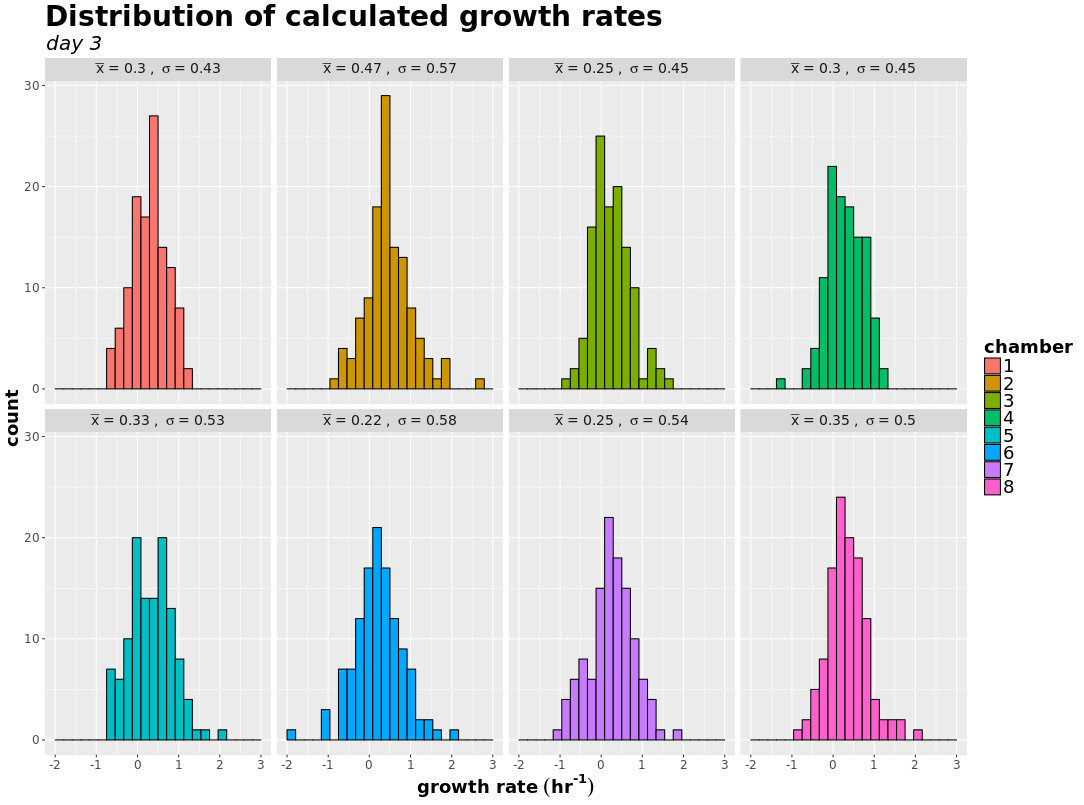 Distribution of calculated growth rates
day 3
x̅ = 0.3 , σ = 0.43
x̅ = 0.47 , σ = 0.57
x̅ = 0.25 , σ = 0.45
x̅ = 0.3 , σ = 0.45
30
20
10
0
x̅ = 0.33 , σ = 0.53
x̅ = 0.22 , σ = 0.58
x̅ = 0.25 , σ = 0.54
x̅ = 0.35 , σ = 0.5
30
20
10
0
count
-2 -1 0 1 2 3
-2 -1 0 1 2 3
-2 -1 0 1 2 3
-2 -1 0 1 2 3
growth rate (hr⁻¹)
chamber
1
2
3
4
5
6
7
8